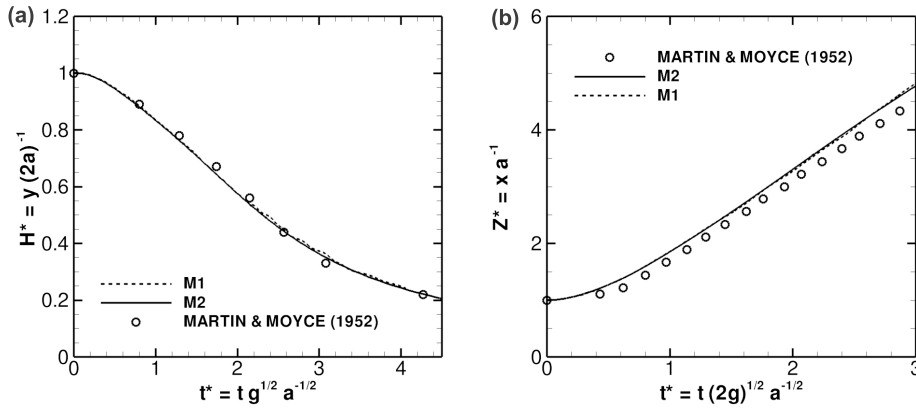 (a)
1.2
1
0.8
0.6
0.4
0.2
0
H* = y (2a)⁻¹
M1
M2
MARTIN & MOYCE (1952)
0 1 2 3 4
t* = t g¹/² a⁻¹/²
(b)
6
4
2
0
Z* = x a⁻¹
MARTIN & MOYCE (1952)
M2
M1
0 1 2 3
t* = t (2g)¹/² a⁻¹/²